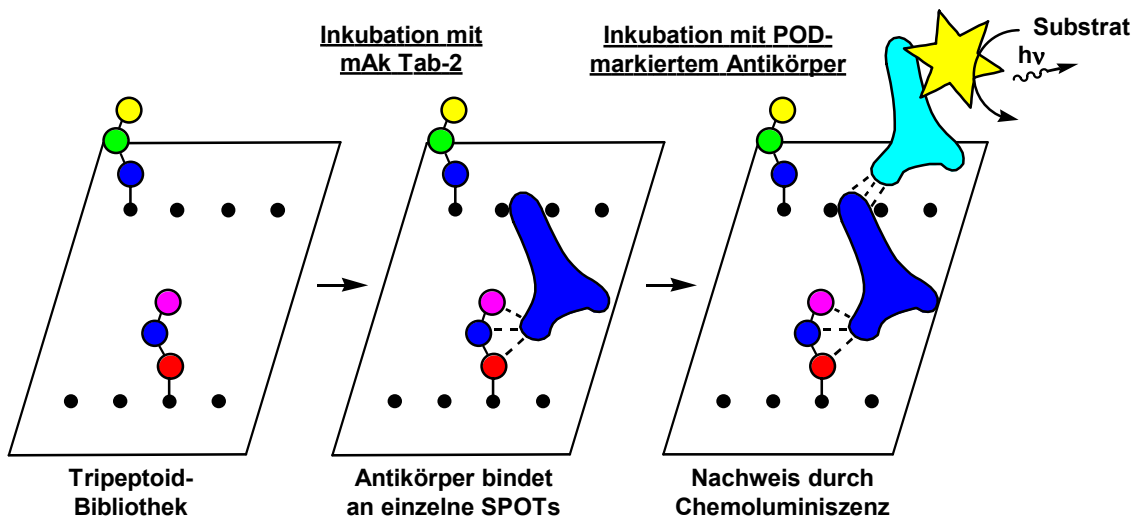 Inkubation mit
mAk Tab-2
Inkubation mit POD-
markiertem Antikörper
Substrat
hν
Tripeptoid-
Bibliothek
Antikörper bindet
an einzelne SPOTs
Nachweis durch
Chemoluminiszenz